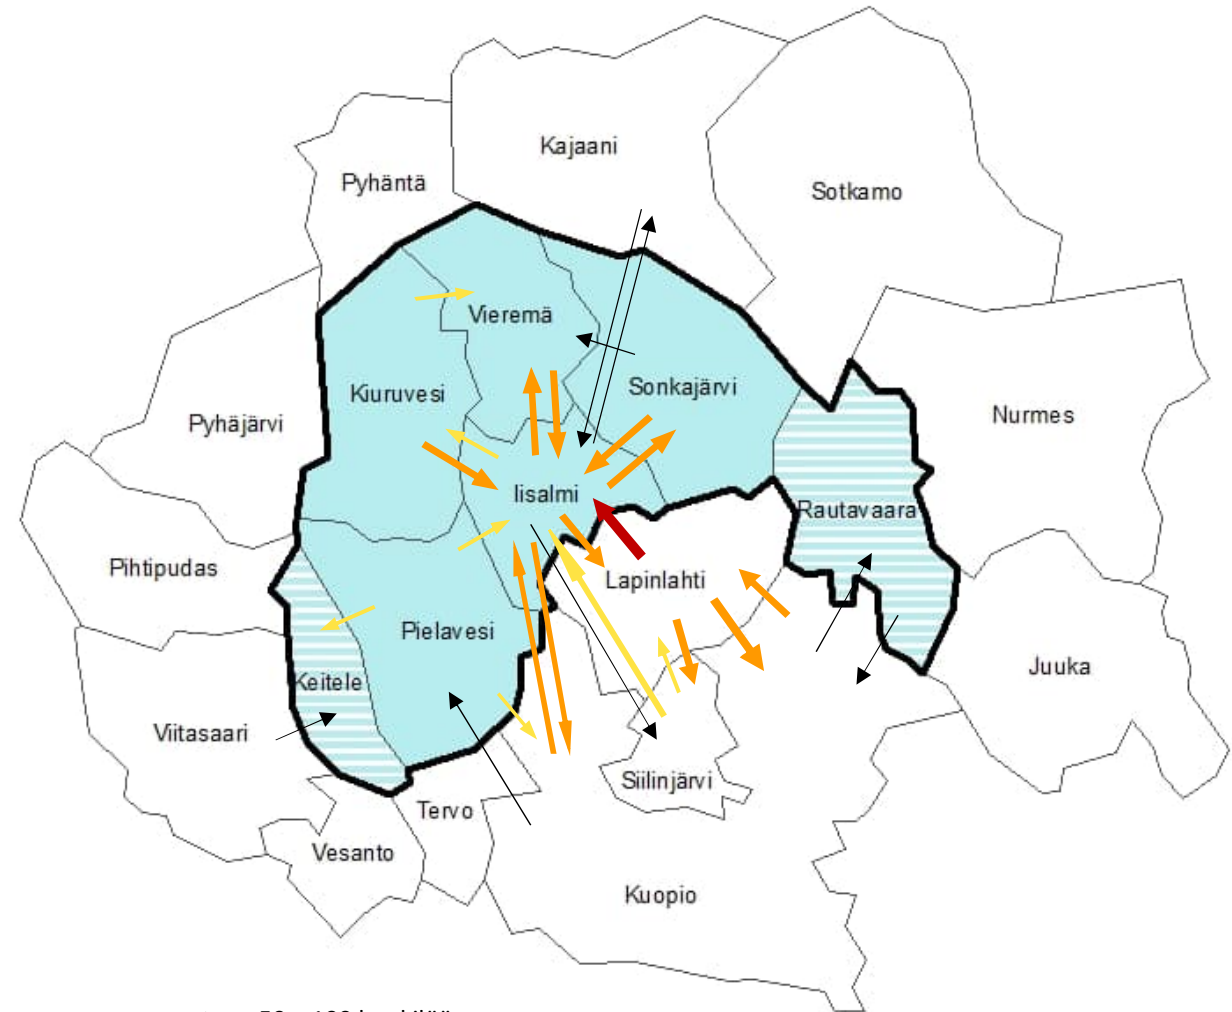 Kajaani
Pyhäntä
Sotkamo
Vieremä
Kiuruvesi
Sonkajärvi
Pyhäjärvi
Nurmes
Iisalmi
Rautavaara
Pihtipudas
Lapinlahti
Pielavesi
Juuka
Keitele
Viitasaari
Siilinjärvi
Tervo
Vesanto
Kuopio